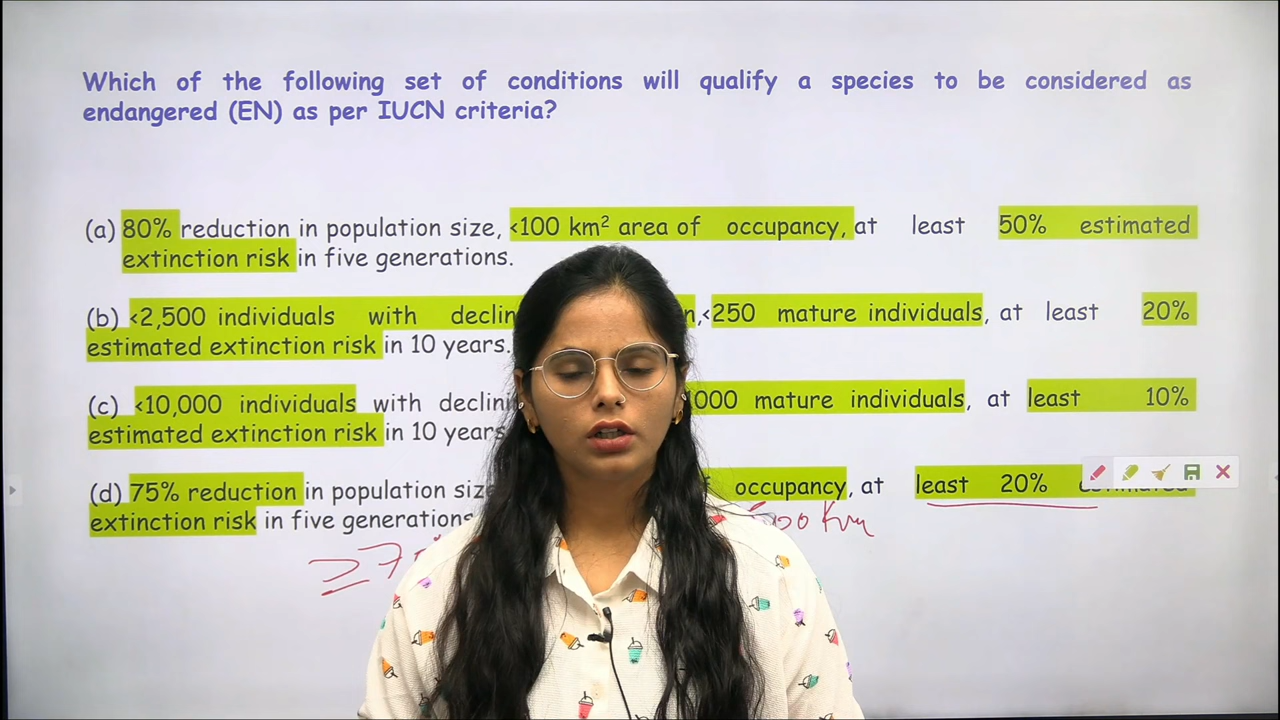 Which of the following set of conditions will qualify a species to be considered as
endangered (EN) as per IUCN criteria?
(a) 80% reduction in population size, <100 km² area of occupancy, at least 50% estimated
extinction risk in five generations.
(b) <2,500 individuals with ,<250 mature individuals, at least 20%
estimated extinction risk in 10 years.
(c) <10,000 individuals with mature individuals, at least 10%
estimated extinction risk in 10 years
(d) 75% reduction in population occupancy, at least 20% estimated
extinction risk in five generations